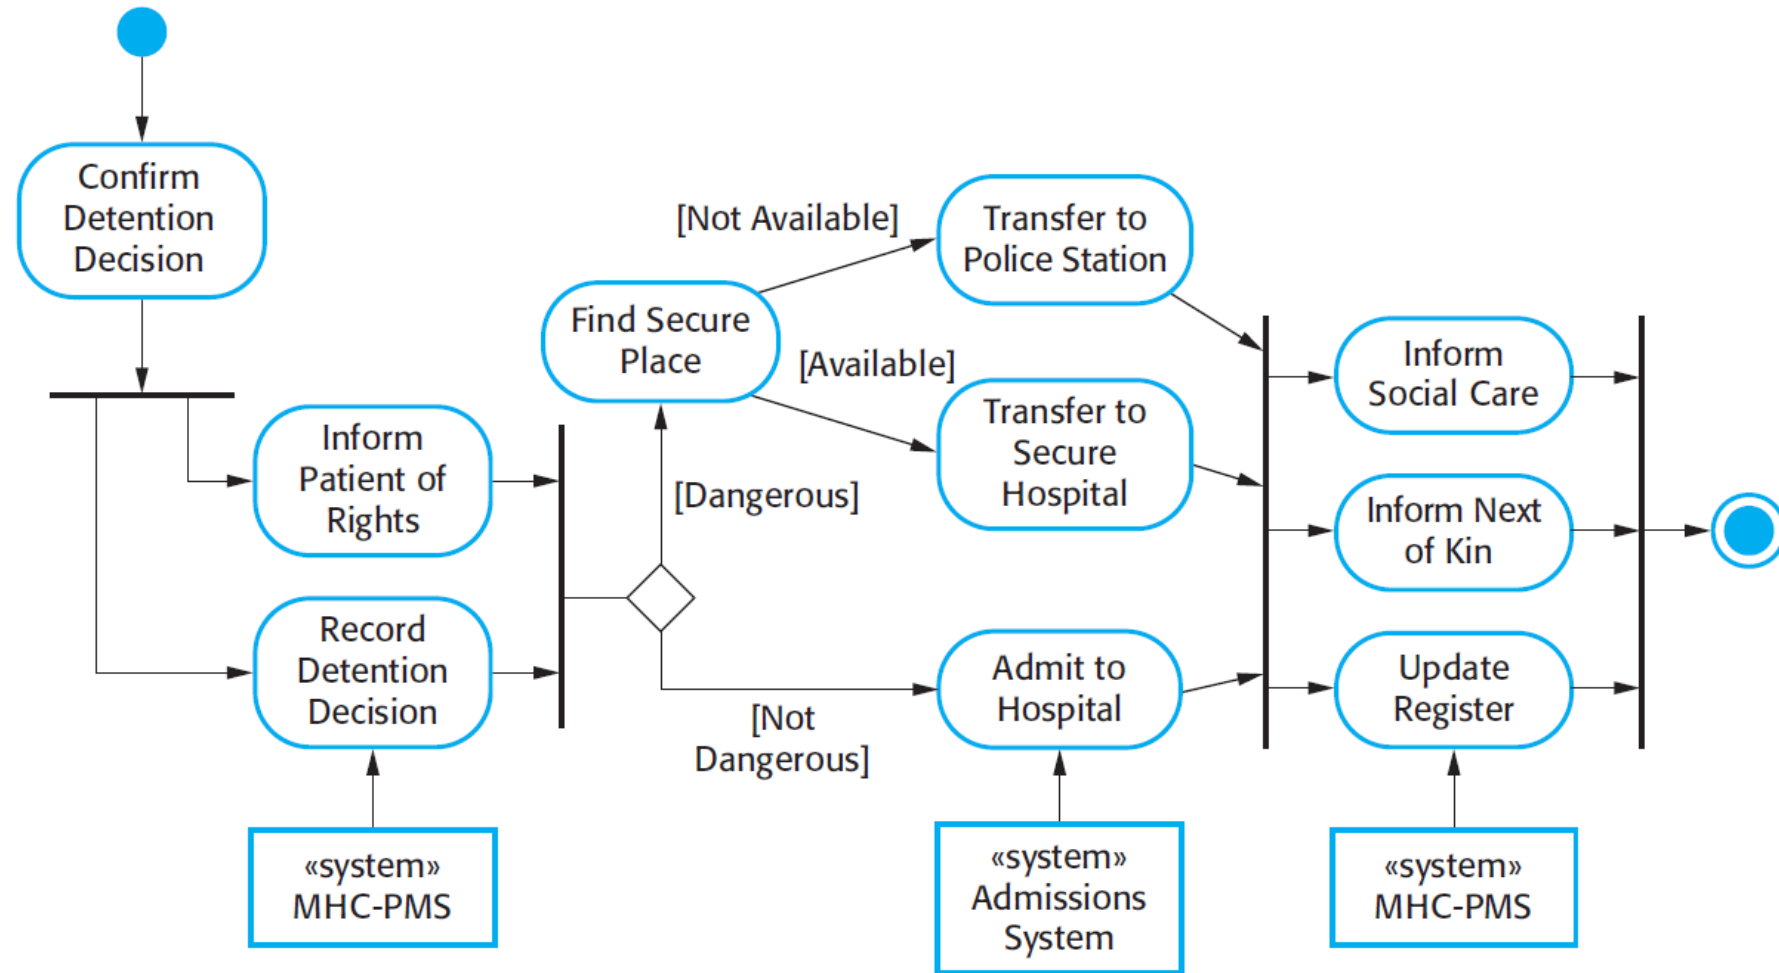 Confirm
Detention
Decision
Inform
Patient of
Rights
Record
Detention
Decision
«system»
MHC-PMS
Find Secure
Place
[Not Available]
[Available]
[Dangerous]
[Not
Dangerous]
Transfer to
Police Station
Transfer to
Secure
Hospital
Admit to
Hospital
«system»
Admissions
System
Inform
Social Care
Inform Next
of Kin
Update
Register
«system»
MHC-PMS